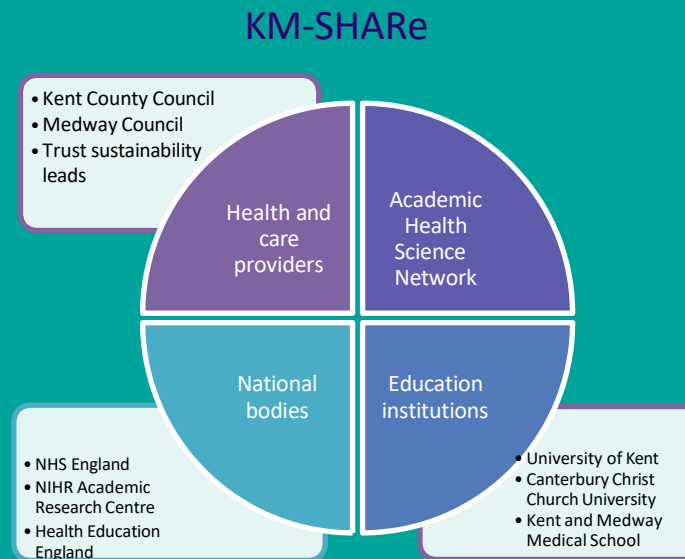 KM-SHARe
• Kent County Council
• Medway Council
• Trust sustainability
leads
Health and
care
providers
Academic
Health
Science
Network
National
bodies
Education
institutions
• NHS England
• NIHR Academic
Research Centre
• Health Education
England
• University of Kent
• Canterbury Christ
Church University
• Kent and Medway
Medical School